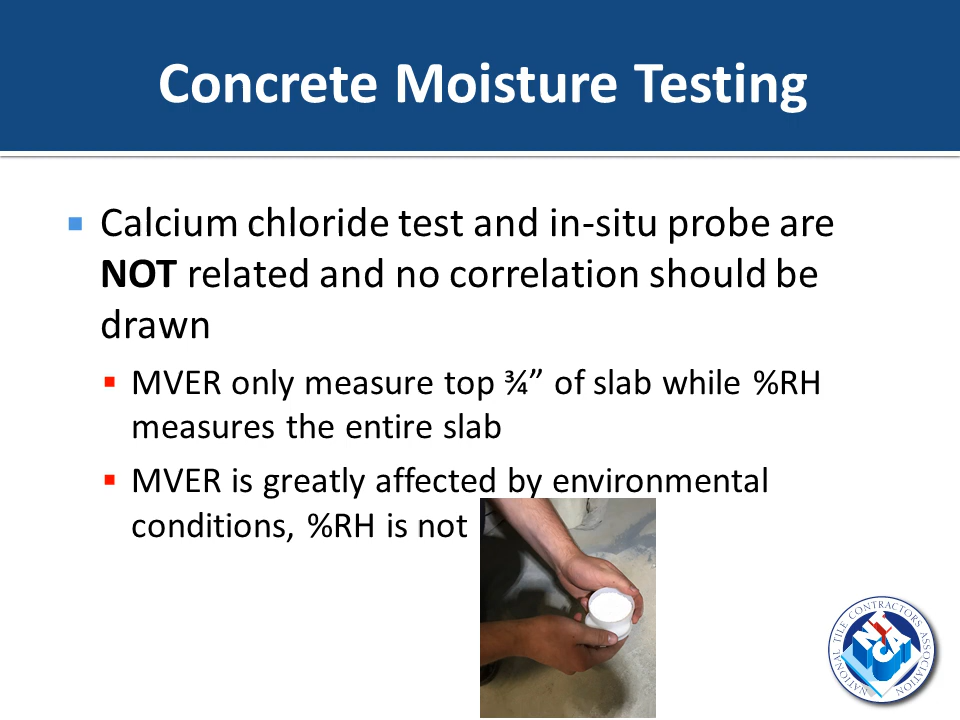 Concrete Moisture Testing
Calcium chloride test and in-situ probe are
NOT related and no correlation should be
drawn
MVER only measure top ¾” of slab while %RH
measures the entire slab
MVER is greatly affected by environmental
conditions, %RH is not
NATIONAL TILE CONTRACTORS ASSOCIATION
NTCA